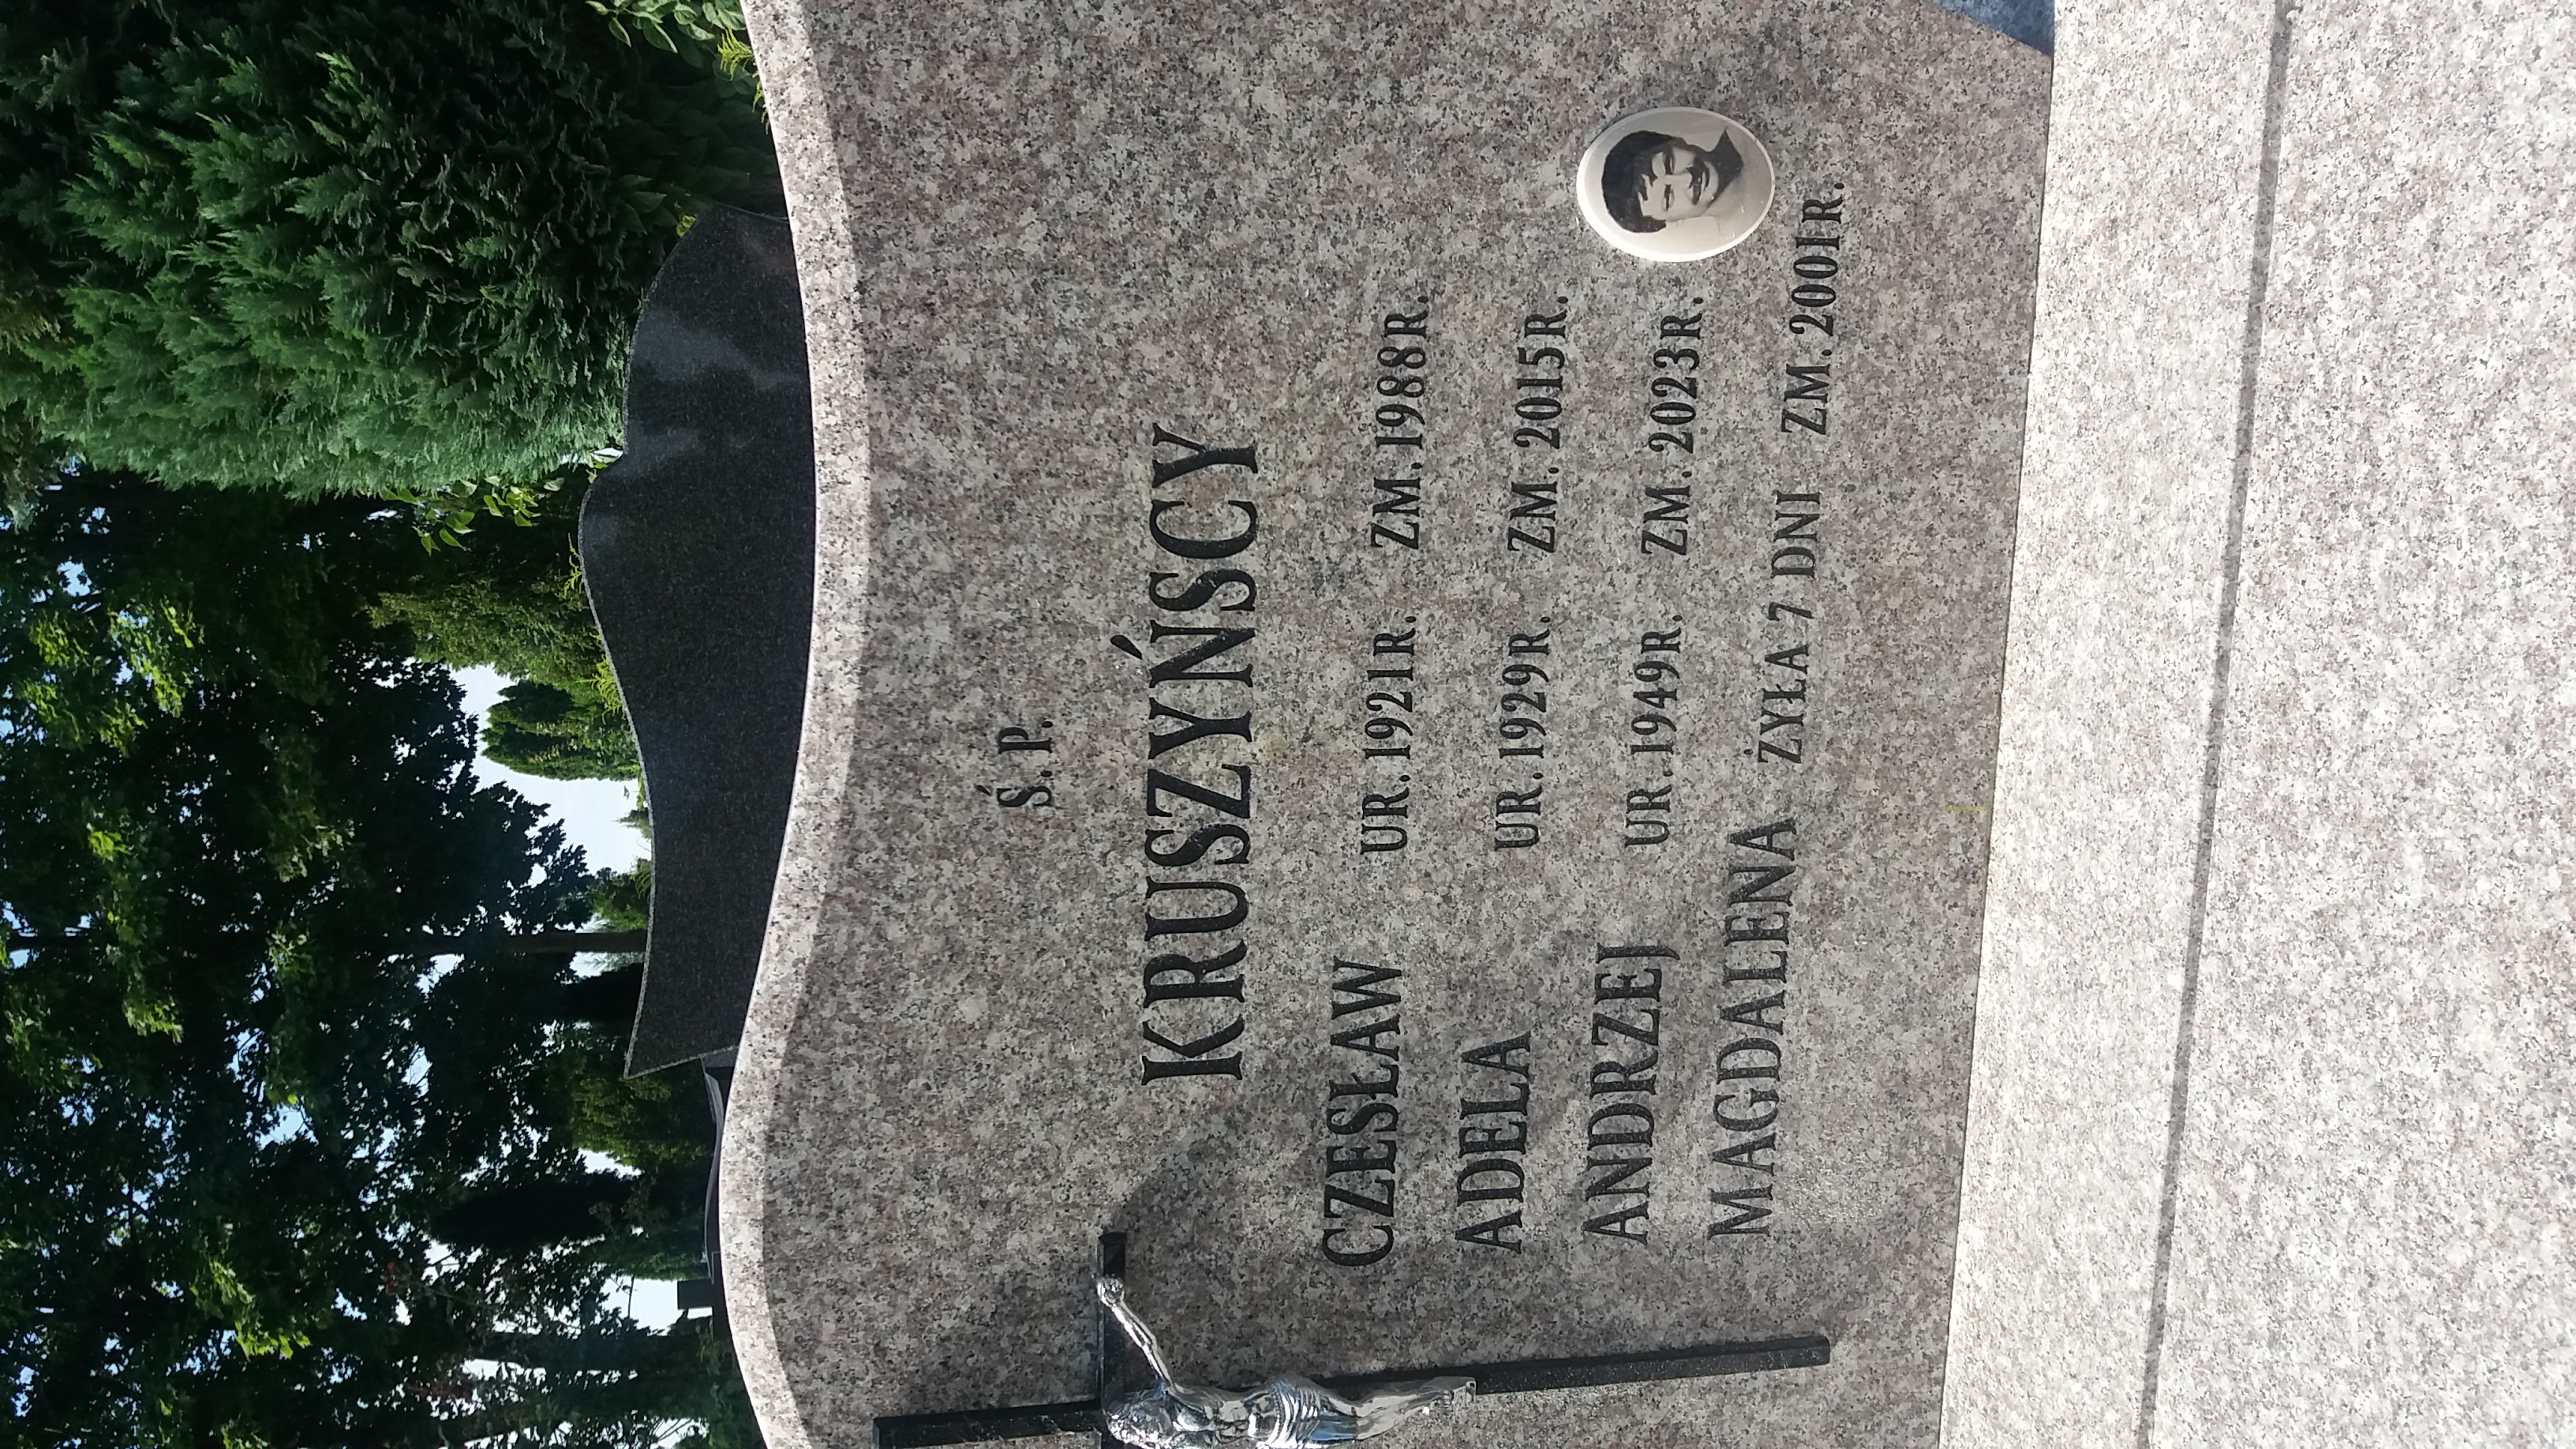 Ś. P.
KRUSZYŃSCY
CZESŁAW UR. 1921R. ZM. 1988R.
ADELA UR. 1929R. ZM. 2015R.
ANDRZEJ UR. 1949R. ZM. 2023R.
MAGDALENA ŻYŁA 7 DNI ZM. 2001R.